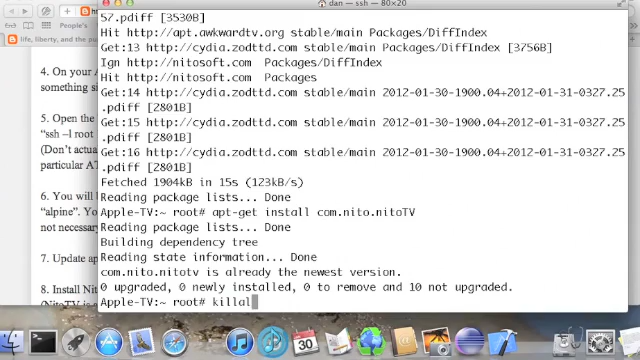 dan — ssh — 80×20
57.pdiff [3530B]
Hit http://apt.awkwardtv.org stable/main Packages/DiffIndex
Get:13 http://cydia.zodttd.com stable/main Packages/DiffIndex [3756B]
Ign http://nitosoft.com  Packages/DiffIndex
Hit http://nitosoft.com  Packages
Get:14 http://cydia.zodttd.com stable/main 2012-01-30-1900.04+2012-01-31-0327.25
.pdiff [2801B]
Get:15 http://cydia.zodttd.com stable/main 2012-01-30-1900.04+2012-01-31-0327.25
.pdiff [2801B]
Get:16 http://cydia.zodttd.com stable/main 2012-01-30-1900.04+2012-01-31-0327.25
.pdiff [2801B]
Fetched 1904kB in 15s (123kB/s)
Reading package lists... Done
Apple-TV:~ root# apt-get install com.nito.nitoTV
Reading package lists... Done
Building dependency tree
Reading state information... Done
com.nito.nitotv is already the newest version.
0 upgraded, 0 newly installed, 0 to remove and 10 not upgraded.
Apple-TV:~ root# killal
People's
life, liberty, and the pu
4. On your A
something si
5. Open the
"ssh –l root
(Don't actua
particular AT
6. You will b
"alpine". Yo
not necessary
7. Update ap
8. Install Nito
30